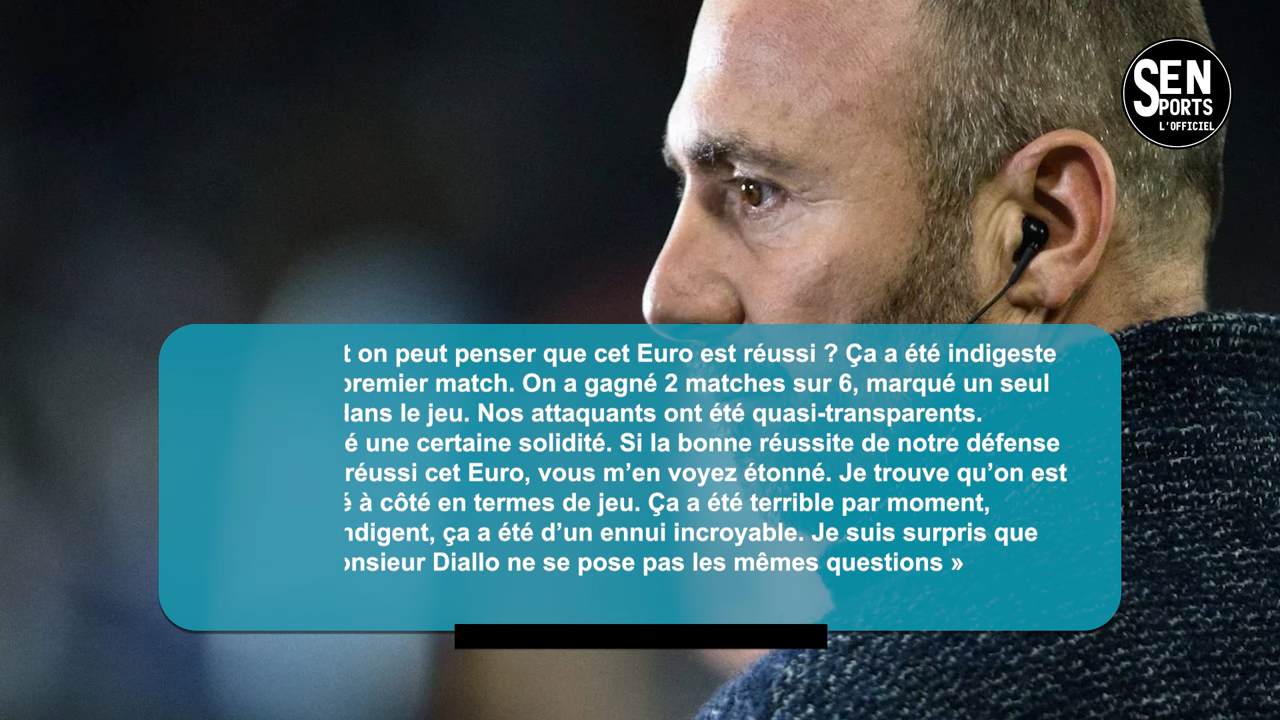 SEN
SPORTS
L'OFFICIEL
t on peut penser que cet Euro est réussi ? Ça a été indigeste
premier match. On a gagné 2 matches sur 6, marqué un seul
dans le jeu. Nos attaquants ont été quasi-transparents.
é une certaine solidité. Si la bonne réussite de notre défense
réussi cet Euro, vous m’en voyez étonné. Je trouve qu’on est
é à côté en termes de jeu. Ça a été terrible par moment,
ndigent, ça a été d’un ennui incroyable. Je suis surpris que
onsieur Diallo ne se pose pas les mêmes questions »